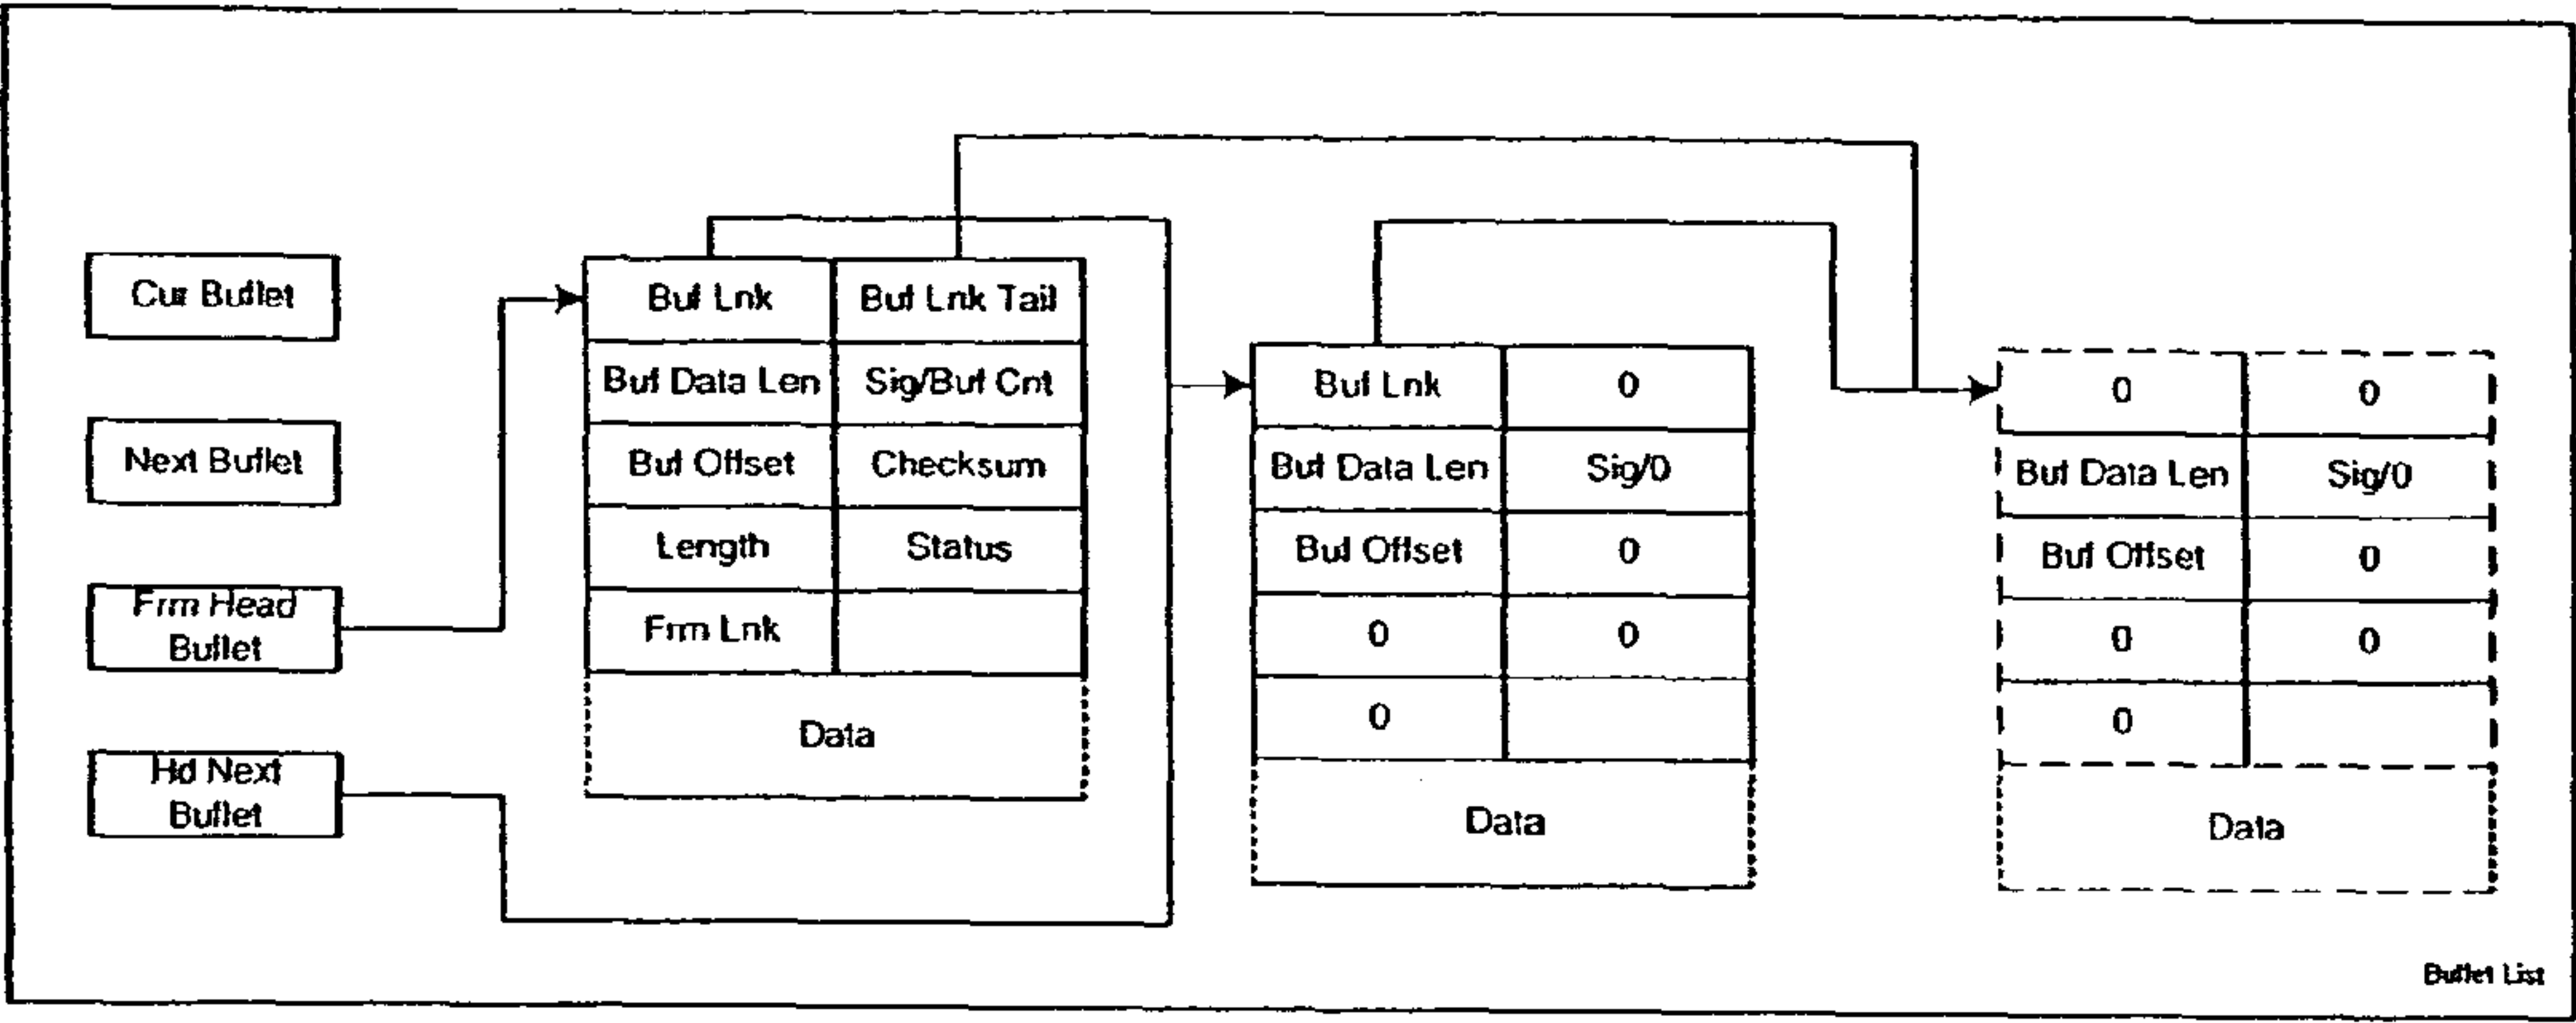 Cur Buflet
Next Buflet
Frm Head
Buflet
Hd Next
Buflet
Buf Lnk
Buf Lnk Tail
Buf Data Len
Sig/Buf Cnt
Buf Offset
Checksum
Length
Status
Frm Lnk
Data
Buf Lnk
0
Buf Data Len
Sig/0
Buf Offset
0
0
0
0
Data
0
0
Buf Data Len
Sig/0
Buf Offset
0
0
0
0
Data
Buflet List